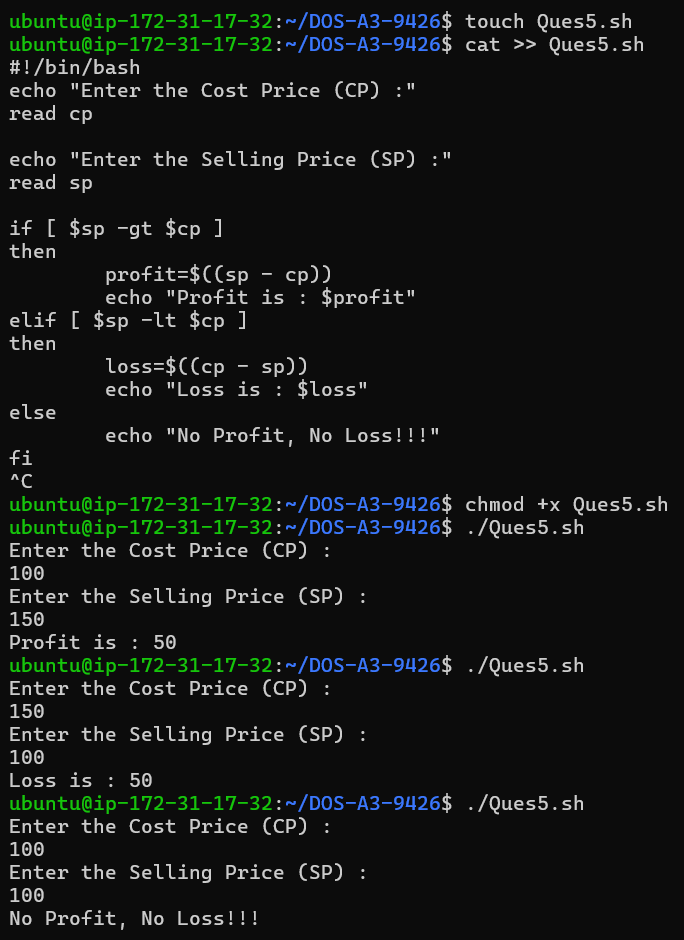 ubuntu@ip-172-31-17-32:~/DOS-A3-9426$ touch Ques5.sh
ubuntu@ip-172-31-17-32:~/DOS-A3-9426$ cat >> Ques5.sh
#!/bin/bash
echo "Enter the Cost Price (CP) :"
read cp

echo "Enter the Selling Price (SP) :"
read sp

if [ $sp -gt $cp ]
then
        profit=$((sp - cp))
        echo "Profit is : $profit"
elif [ $sp -lt $cp ]
then
        loss=$((cp - sp))
        echo "Loss is : $loss"
else
        echo "No Profit, No Loss!!!"
fi
^C
ubuntu@ip-172-31-17-32:~/DOS-A3-9426$ chmod +x Ques5.sh
ubuntu@ip-172-31-17-32:~/DOS-A3-9426$ ./Ques5.sh
Enter the Cost Price (CP) :
100
Enter the Selling Price (SP) :
150
Profit is : 50
ubuntu@ip-172-31-17-32:~/DOS-A3-9426$ ./Ques5.sh
Enter the Cost Price (CP) :
150
Enter the Selling Price (SP) :
100
Loss is : 50
ubuntu@ip-172-31-17-32:~/DOS-A3-9426$ ./Ques5.sh
Enter the Cost Price (CP) :
100
Enter the Selling Price (SP) :
100
No Profit, No Loss!!!